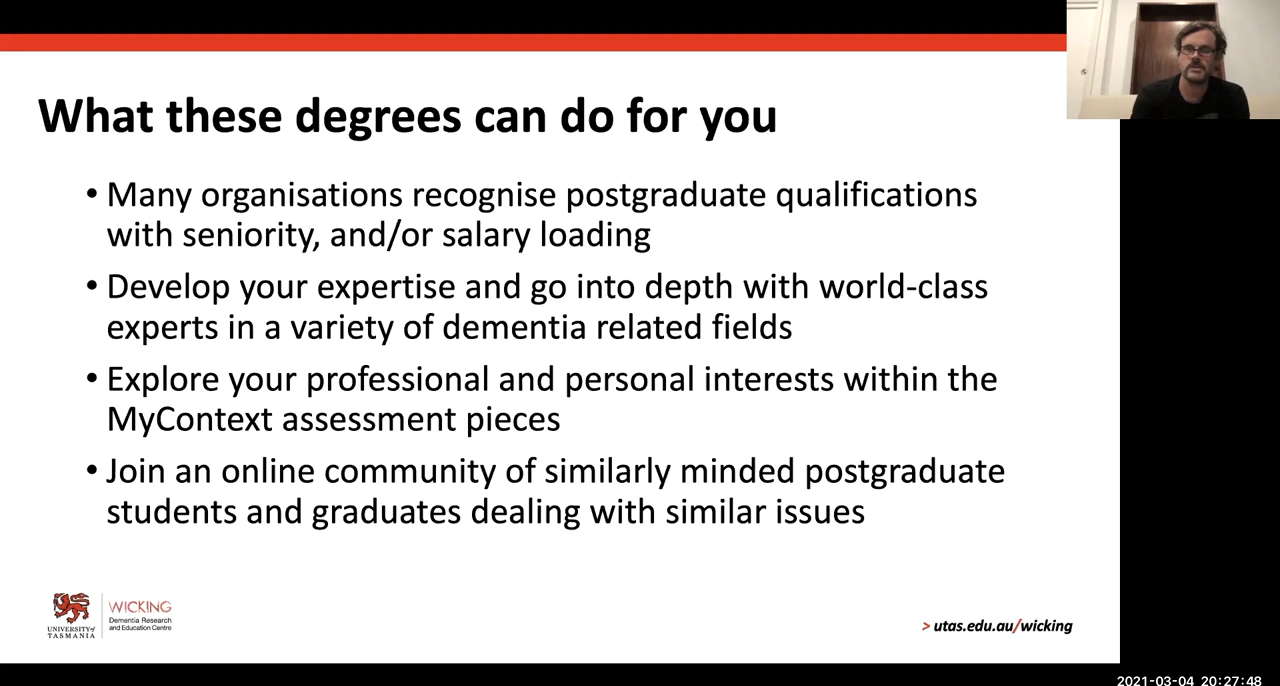 What these degrees can do for you
• Many organisations recognise postgraduate qualifications
with seniority, and/or salary loading
• Develop your expertise and go into depth with world-class
experts in a variety of dementia related fields
• Explore your professional and personal interests within the
MyContext assessment pieces
• Join an online community of similarly minded postgraduate
students and graduates dealing with similar issues
UNIVERSITY of
TASMANIA
WICKING
Dementia Research
and Education Centre
> utas.edu.au/wicking
2021-03-04 20:27:48